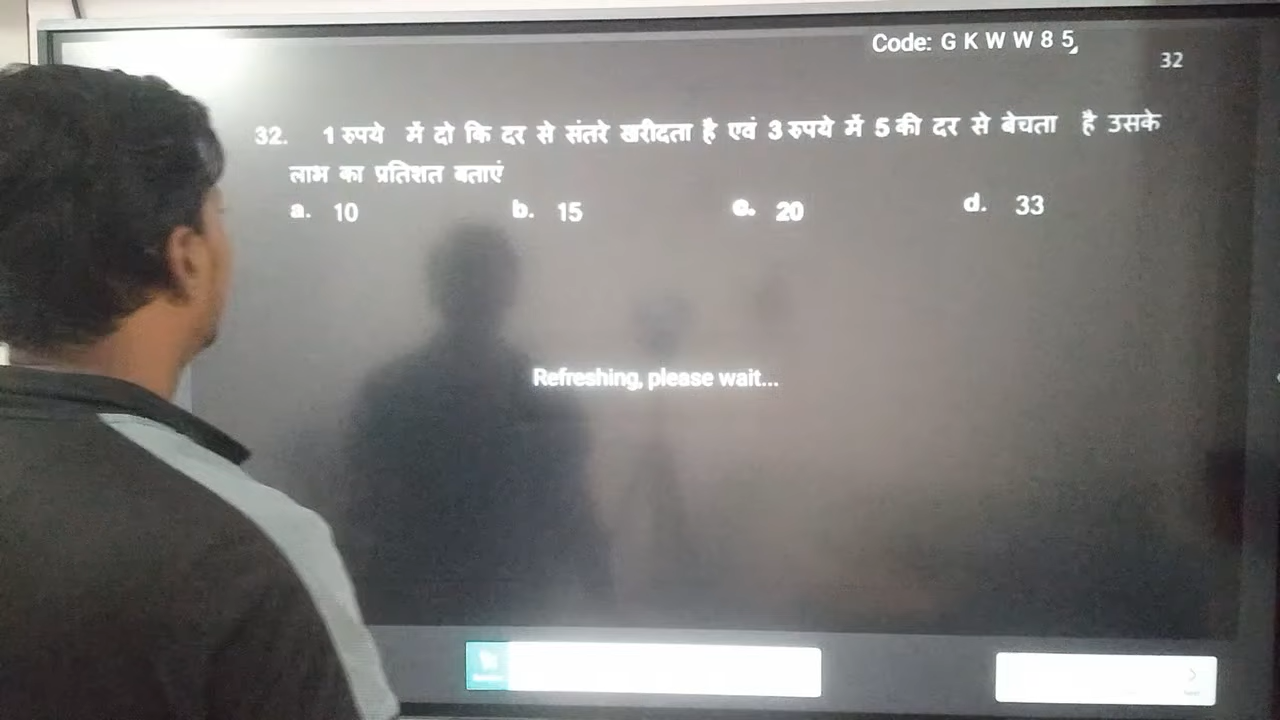 Code: G K W W 8 5
32
32. 1 रुपये में दो कि दर से संतरे खरीदता है एवं 3 रुपये में 5 की दर से बेचता है उसके
लाभ का प्रतिशत बताएं
a. 10 b. 15 c. 20 d. 33
Refreshing, please wait...